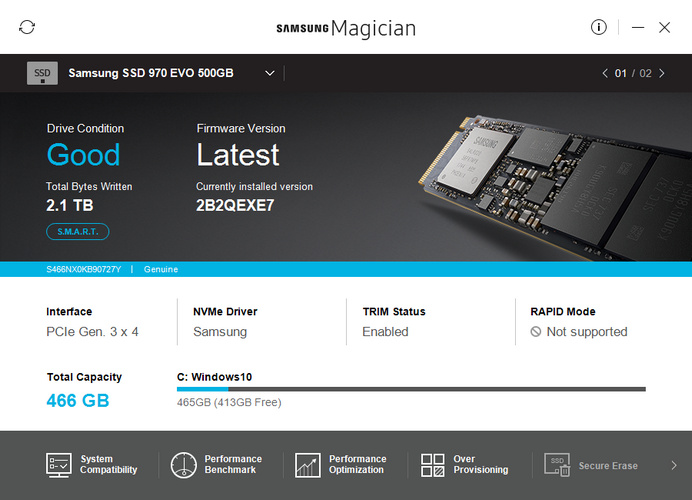 SAMSUNG Magician
SSD
Samsung SSD 970 EVO 500GB
01 / 02
Drive Condition
Good
Firmware Version
Latest
Total Bytes Written
2.1 TB
Currently installed version
2B2QEXE7
S.M.A.R.T.
SAMSUNG
S466NX0KB90727Y | Genuine
Interface
PCIe Gen. 3 x 4
NVMe Driver
Samsung
TRIM Status
Enabled
RAPID Mode
Not supported
Total Capacity
466 GB
C: Windows10
465GB (413GB Free)
System
Compatibility
Performance
Benchmark
Performance
Optimization
Over
Provisioning
SSD
Secure Erase